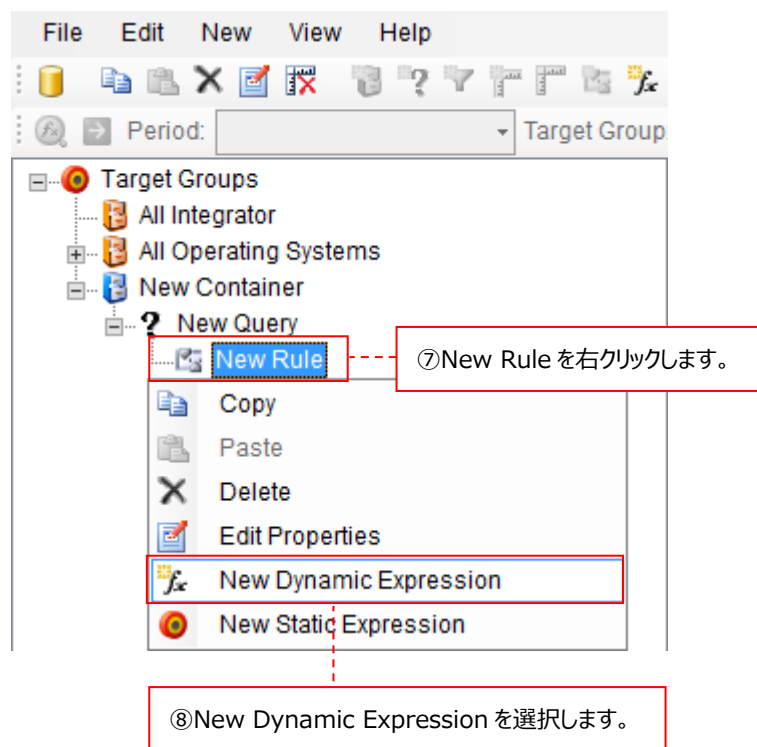 File Edit New View Help
Period: Target Group
Target Groups
All Integrator
All Operating Systems
New Container
New Query
New Rule
⑦New Rule を右クリックします。
Copy
Paste
Delete
Edit Properties
New Dynamic Expression
New Static Expression
⑧New Dynamic Expression を選択します。